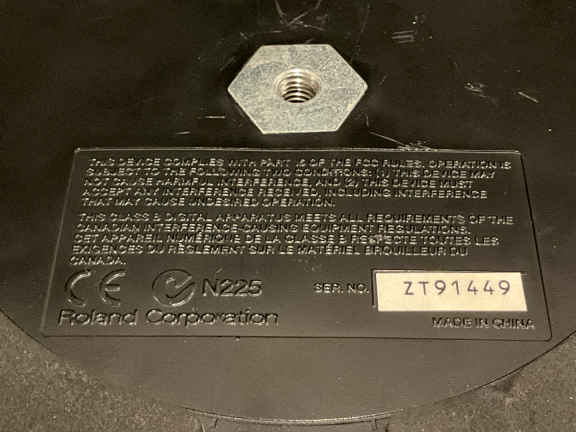 THIS DEVICE COMPLIES WITH PART 15 OF THE FCC RULES. OPERATION IS
SUBJECT TO THE FOLLOWING TWO CONDITIONS: (1) THIS DEVICE MAY
NOT CAUSE HARMFUL INTERFERENCE, AND (2) THIS DEVICE MUST
ACCEPT ANY INTERFERENCE RECEIVED, INCLUDING INTERFERENCE
THAT MAY CAUSE UNDESIRED OPERATION.
THIS CLASS B DIGITAL APPARATUS MEETS ALL REQUIREMENTS OF THE
CANADIAN INTERFERENCE-CAUSING EQUIPMENT REGULATIONS.
CET APPAREIL NUMÉRIQUE DE LA CLASSE B RESPECTE TOUTES LES
EXIGENCES DU RÈGLEMENT SUR LE MATÉRIEL BROUILLEUR DU
CANADA.
CE N225 SER. NO. ZT91449
Roland Corporation MADE IN CHINA